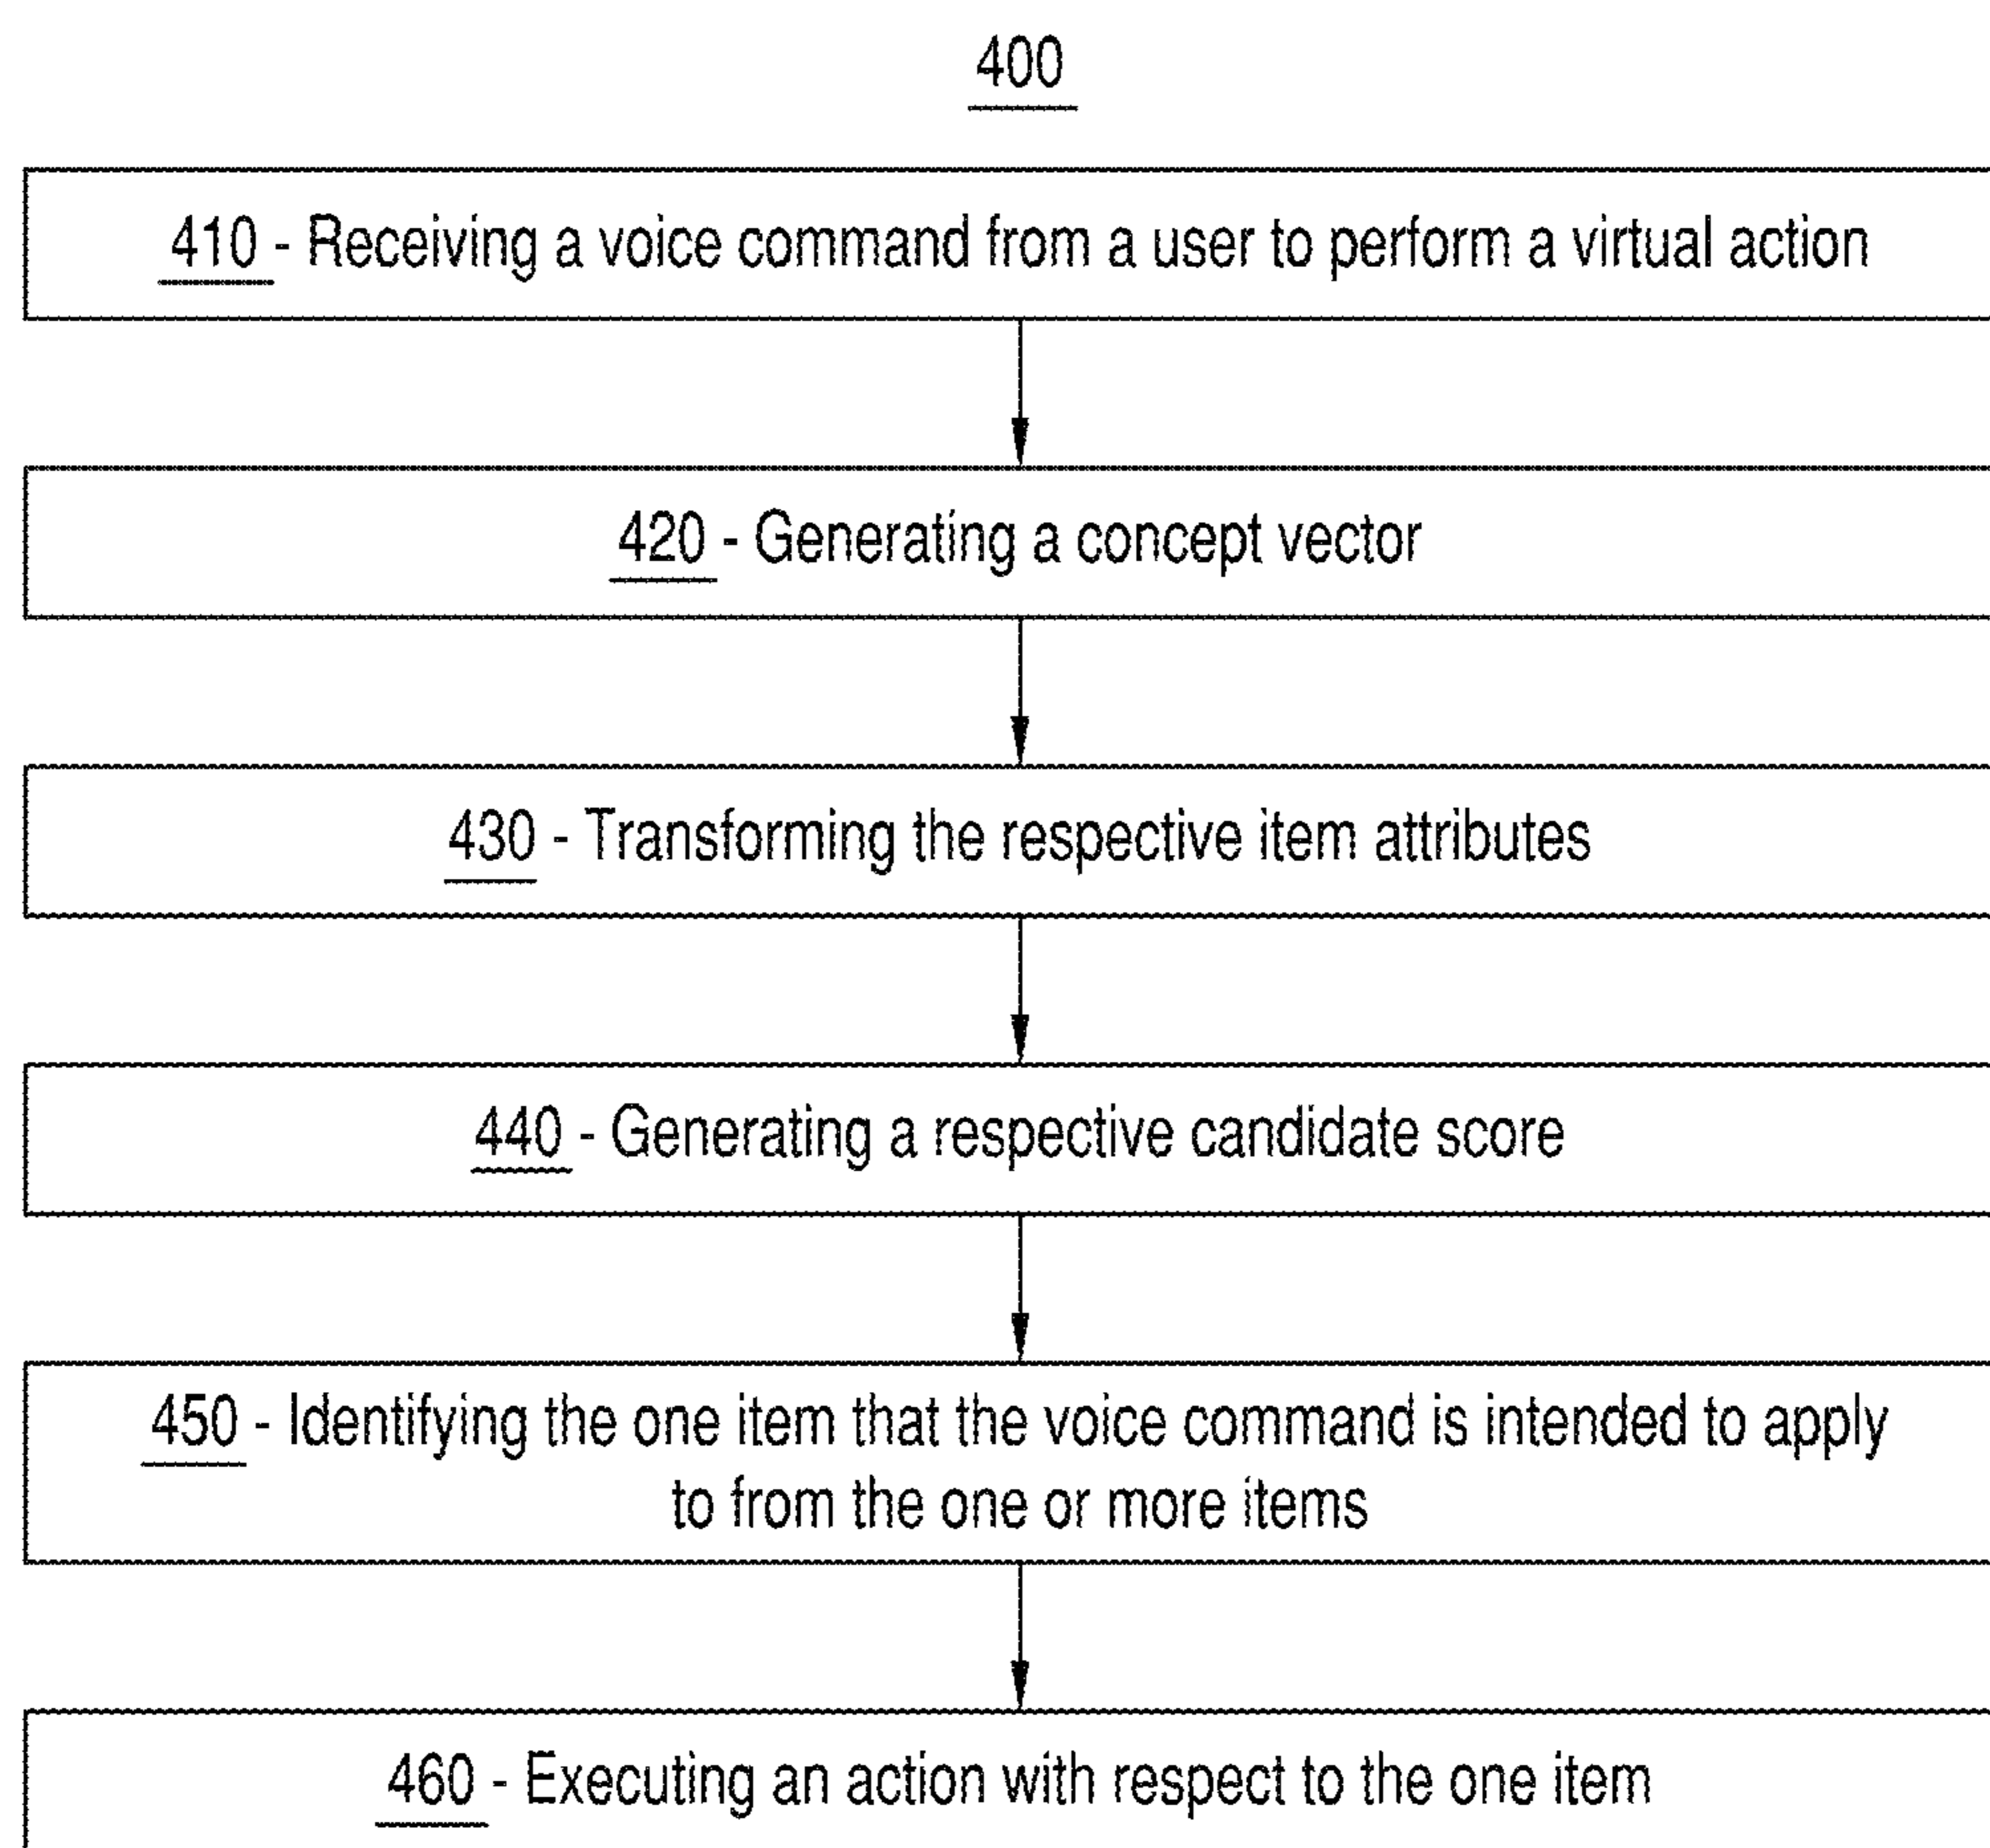 400
410 - Receiving a voice command from a user to perform a virtual action
420 - Generating a concept vector
430 - Transforming the respective item attributes
440 - Generating a respective candidate score
450 - Identifying the one item that the voice command is intended to apply
to from the one or more items
460 - Executing an action with respect to the one item